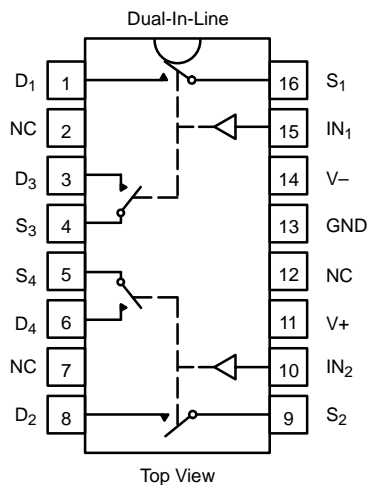 Dual-In-Line
D1 1 16 S1
NC 2 15 IN1
D3 3 14 V–
S3 4 13 GND
S4 5 12 NC
D4 6 11 V+
NC 7 10 IN2
D2 8 9 S2
Top View